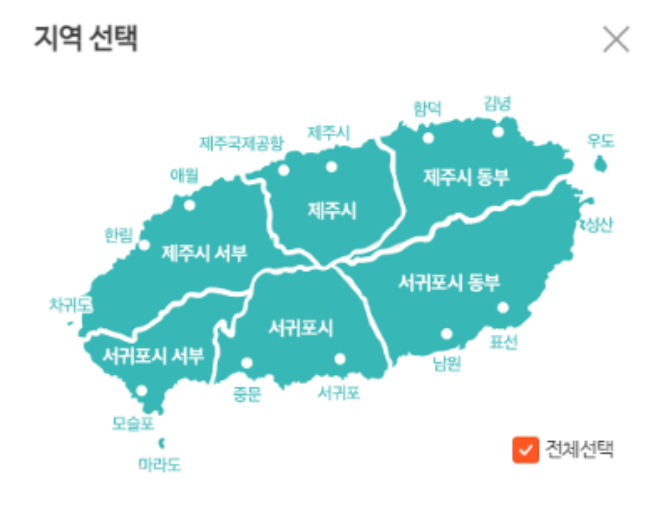 지역 선택
함덕
김녕
제주시
제주국제공항
우도
애월
제주시 동부
제주시
성산
한림
제주시 서부
서귀포시 동부
차귀도
서귀포시
표선
서귀포시 서부
남원
중문
서귀포
모슬포
전체선택
마라도